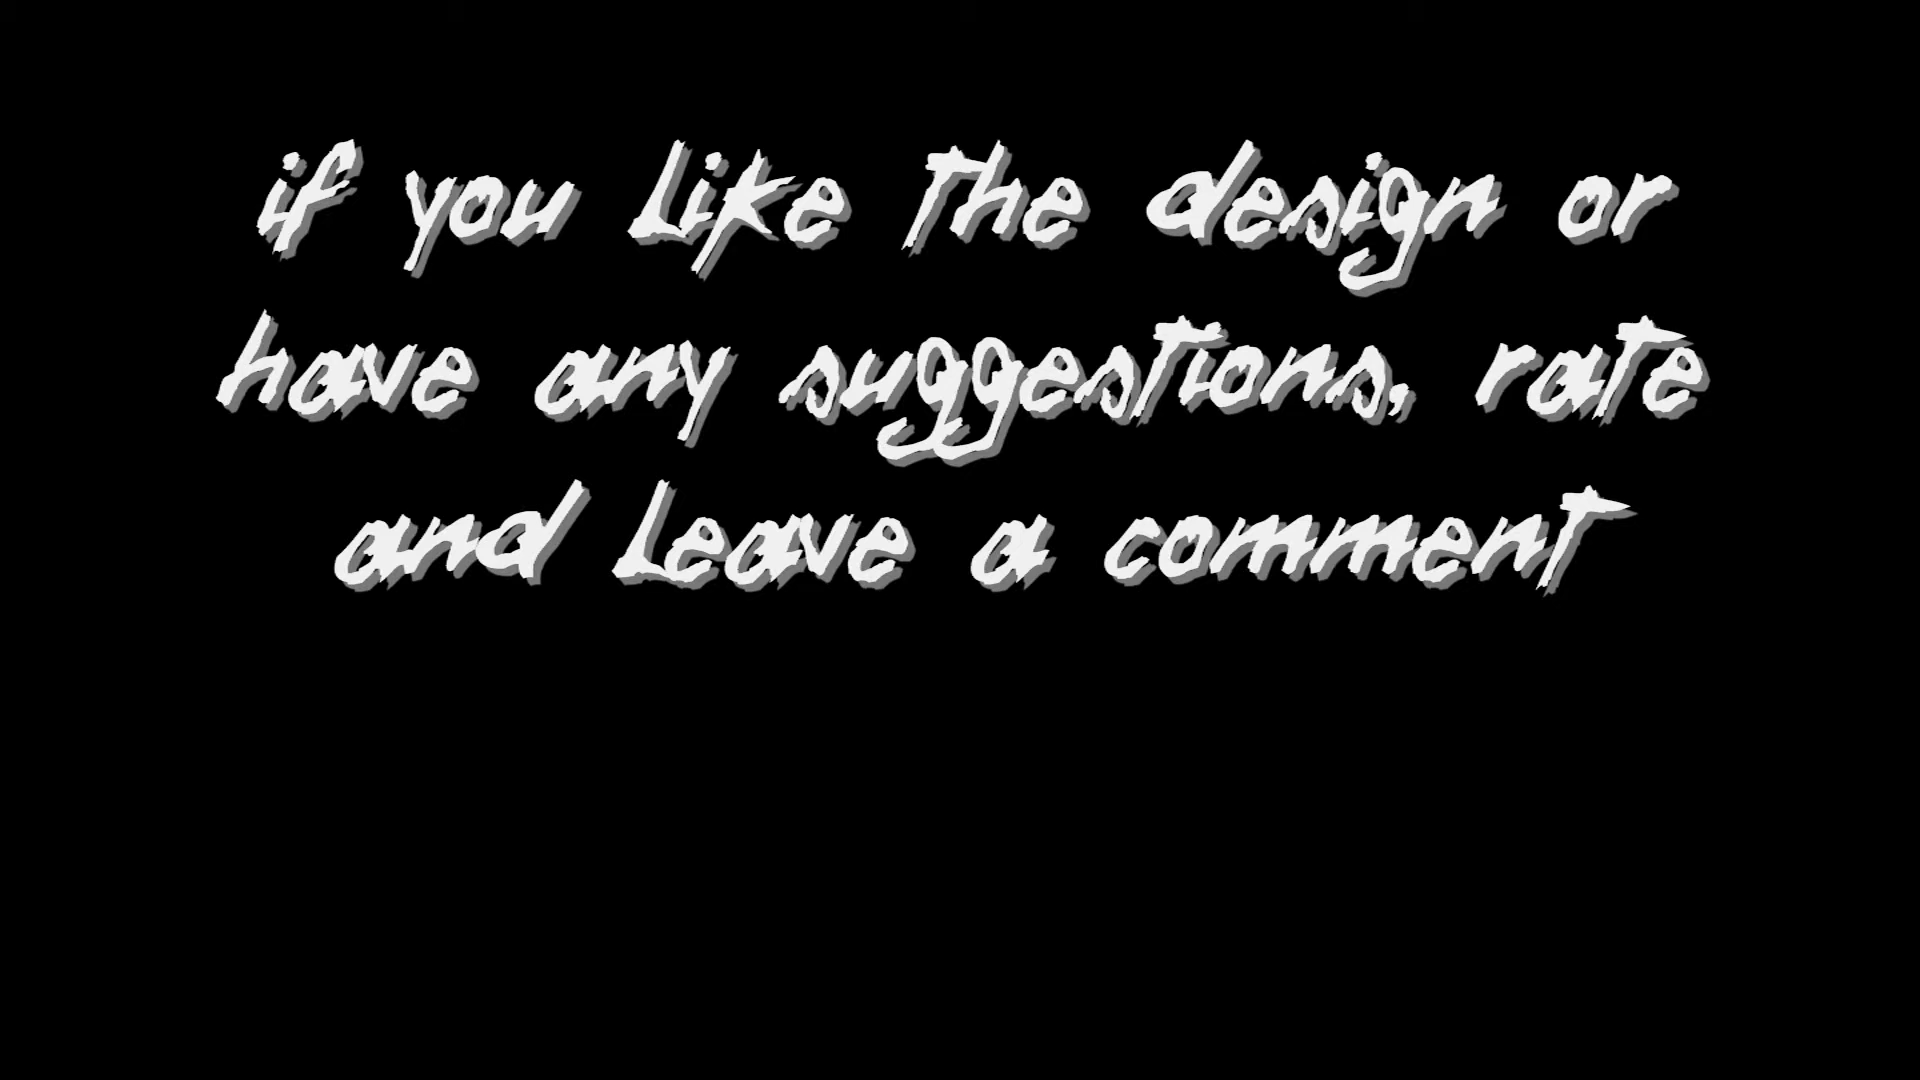 if you like the design or
have any suggestions, rate
and leave a comment